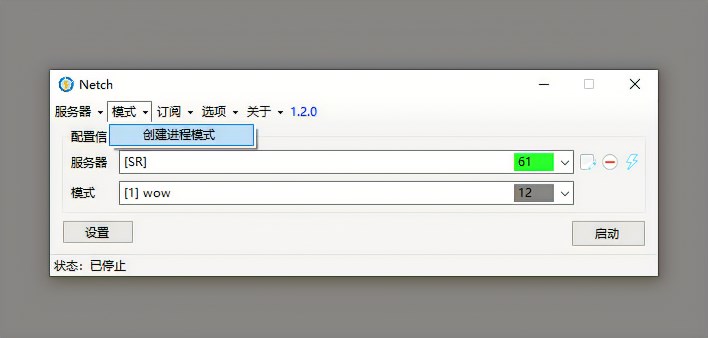 Netch
服务器 模式 订阅 选项 关于 1.2.0
创建进程模式
配置信
服务器 [SR] 61
模式 [1] wow 12
设置 启动
状态：已停止